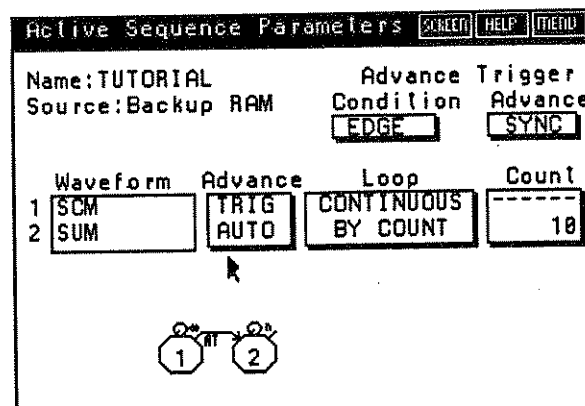 Active Sequence Parameters SCREEN HELP MENU
Name:TUTORIAL Advance Trigger
Source:Backup RAM Condition Advance
EDGE SYNC
Waveform Advance Loop Count
1 SCM TRIG CONTINUOUS ------
2 SUM AUTO BY COUNT 10
∞ AT n
1 2